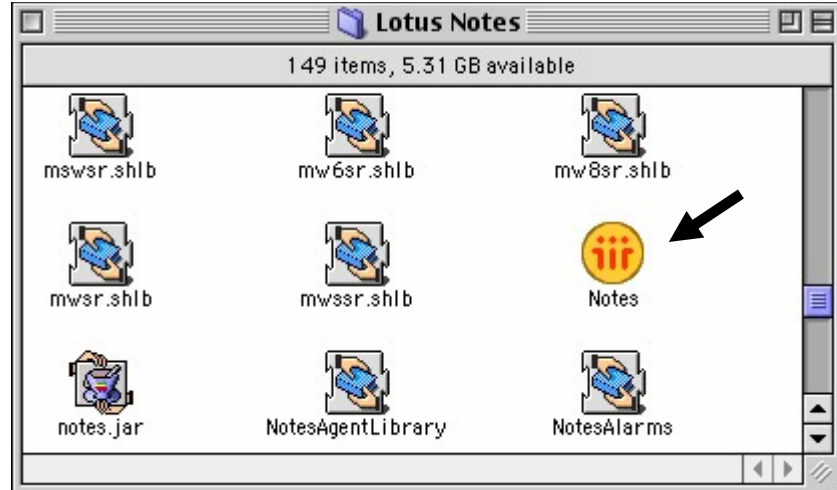 Lotus Notes
149 items, 5.31 GB available
mswsr.shlb mw6sr.shlb mw8sr.shlb
mwsr.shlb mwssr.shlb Notes
notes.jar NotesAgentLibrary NotesAlarms